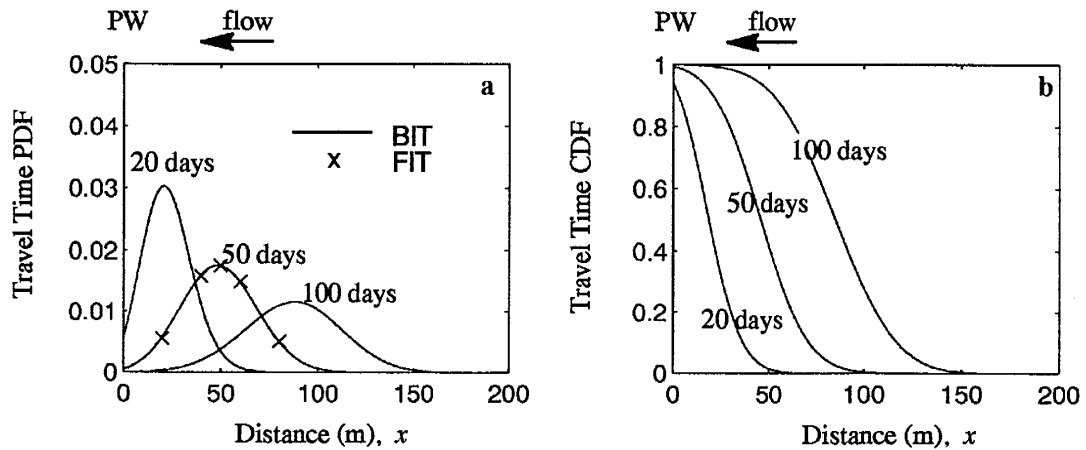 PW
flow
a
0.05
0.04
0.03
0.02
0.01
0
Travel Time PDF
BIT
× FIT
20 days
50 days
100 days
0
50
100
150
200
Distance (m), x
PW
flow
b
1
0.8
0.6
0.4
0.2
0
Travel Time CDF
100 days
50 days
20 days
0
50
100
150
200
Distance (m), x